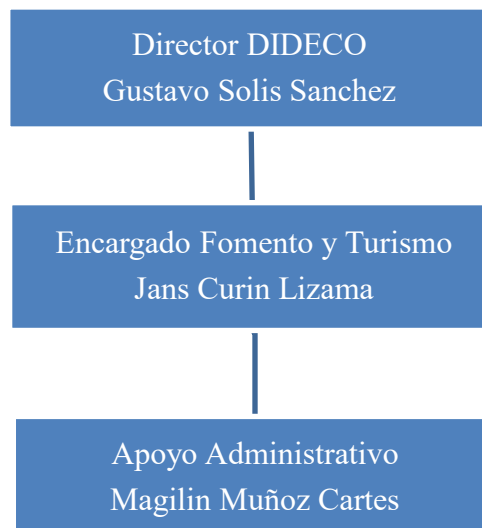 Director DIDECO
Gustavo Solis Sanchez
Encargado Fomento y Turismo
Jans Curin Lizama
Apoyo Administrativo
Magilin Muñoz Cartes